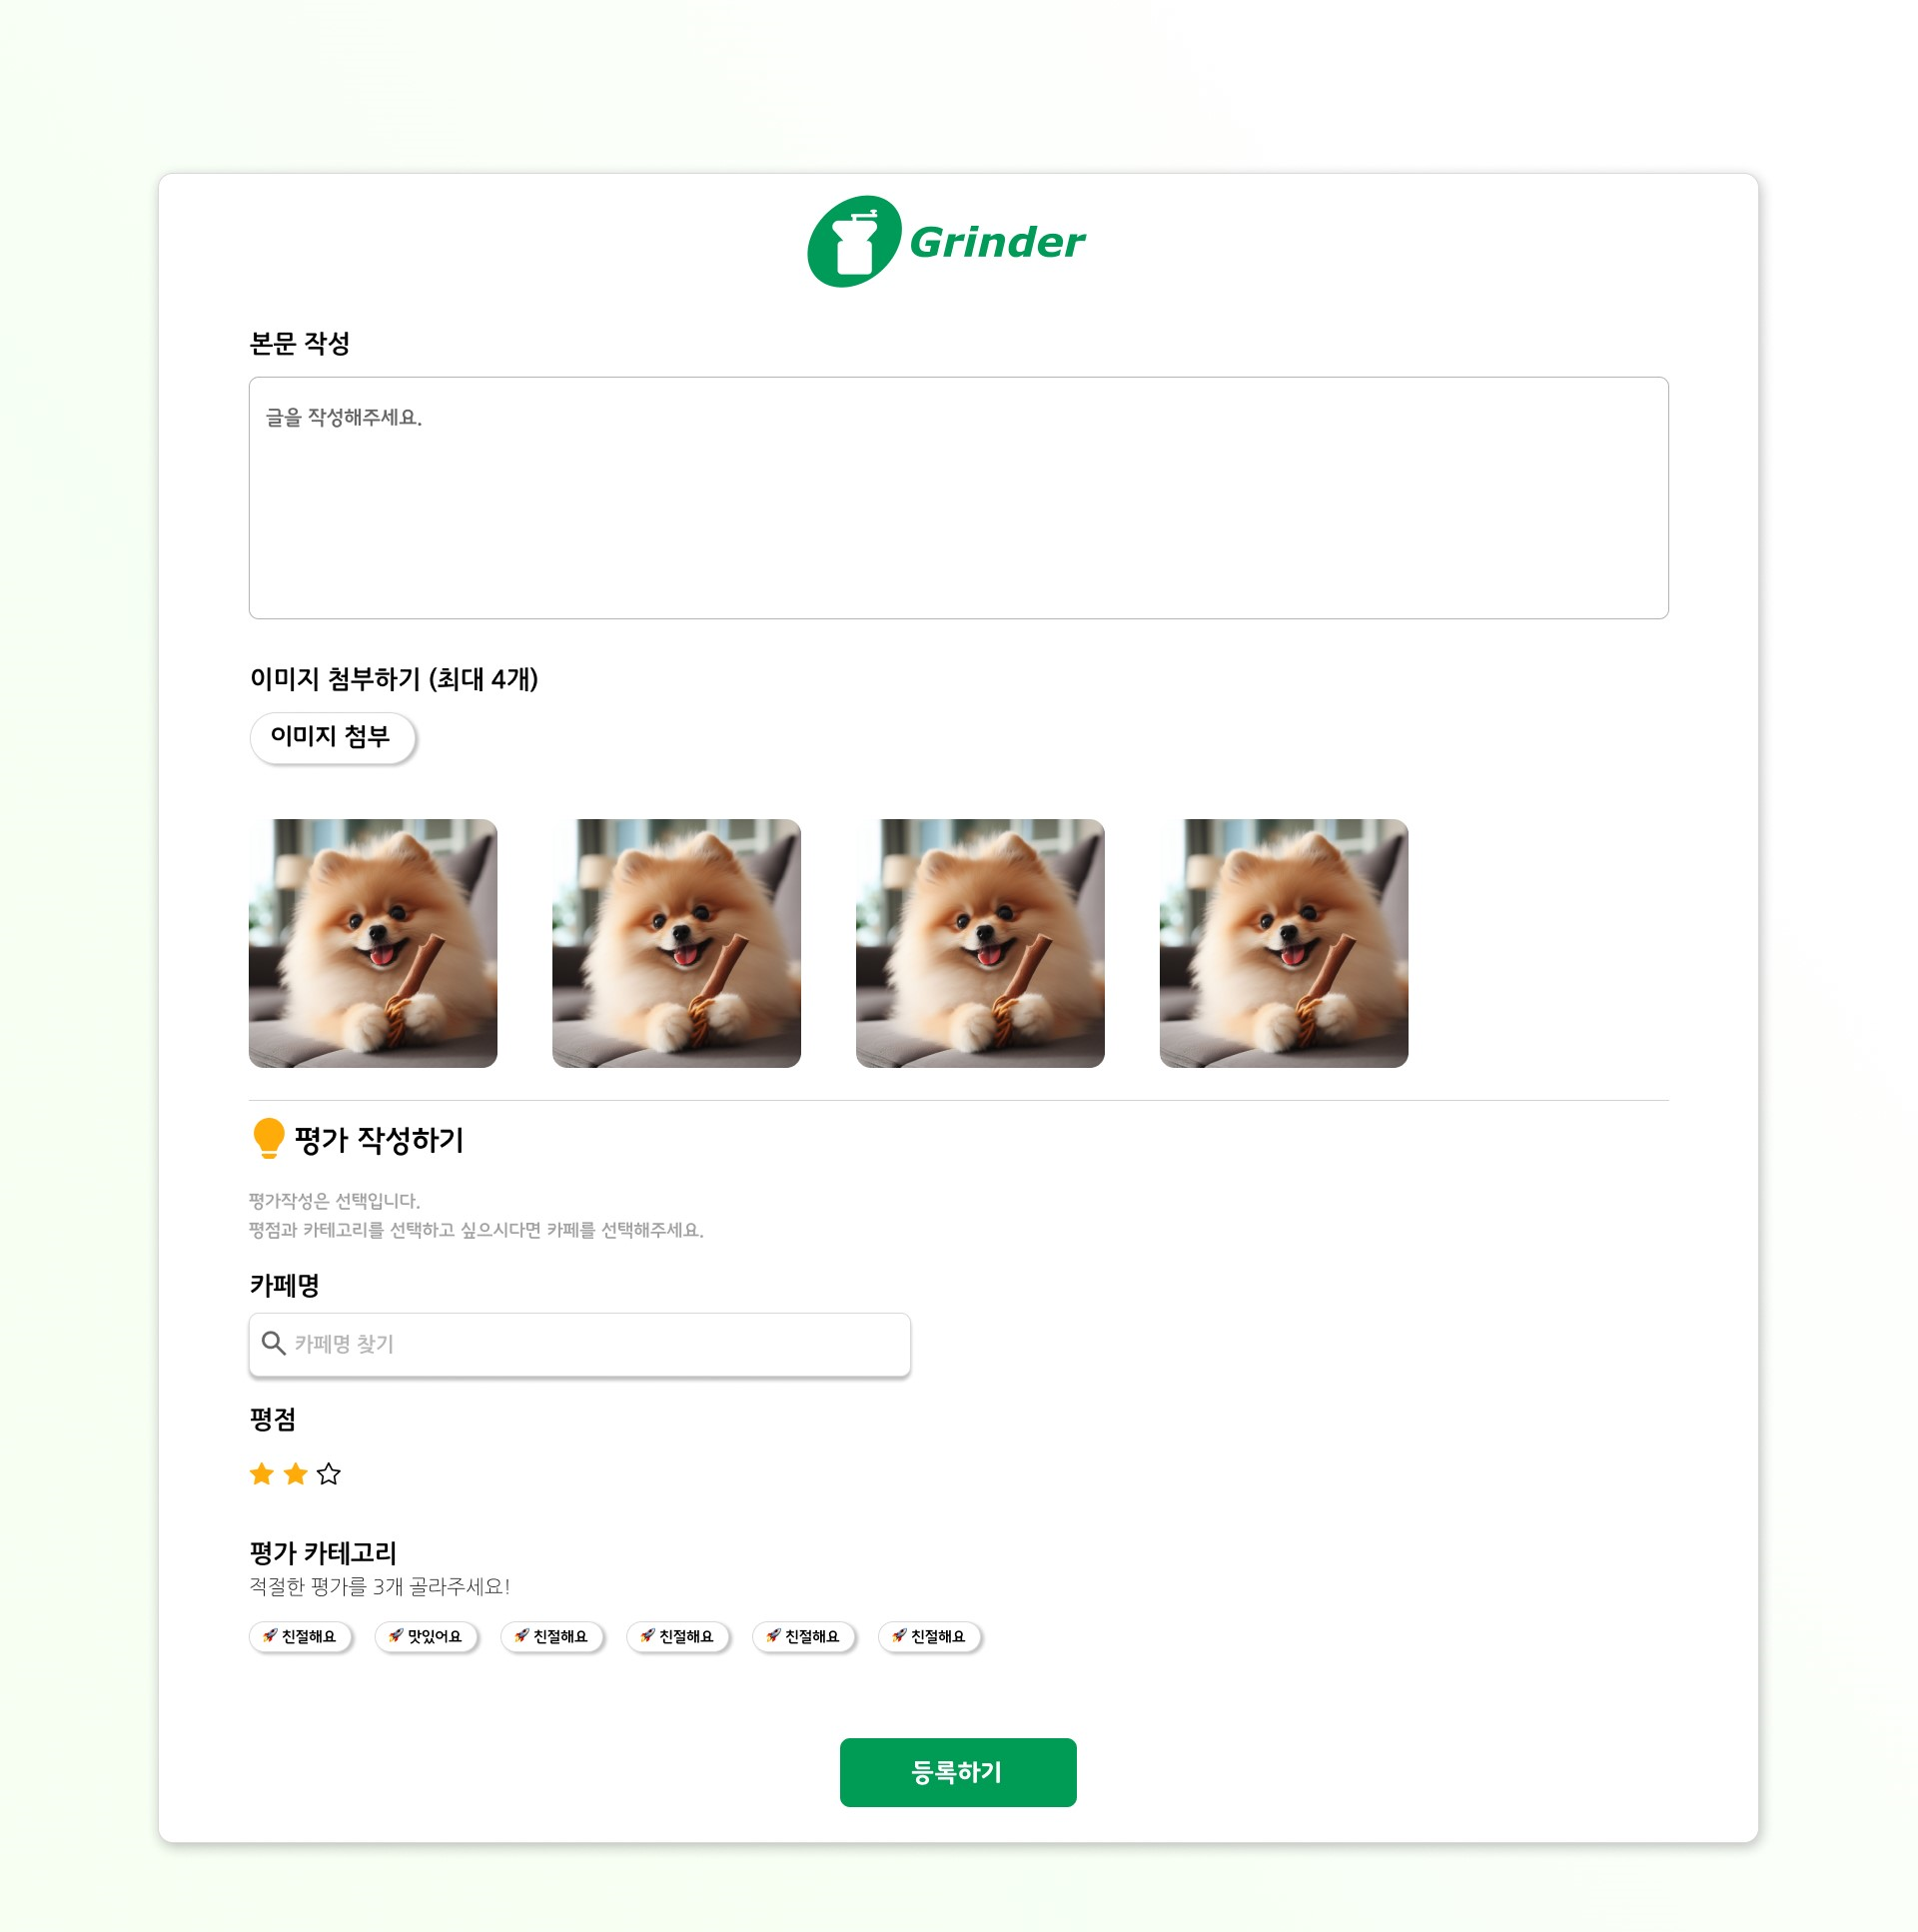 Grinder
본문 작성
글을 작성해주세요.
이미지 첨부하기 (최대 4개)
이미지 첨부
평가 작성하기
평가작성은 선택입니다.
평점과 카테고리를 선택하고 싶으시다면 카페를 선택해주세요.
카페명
카페명 찾기
평점
평가 카테고리
적절한 평가를 3개 골라주세요!
🚀 친절해요 🚀 맛있어요 🚀 친절해요 🚀 친절해요 🚀 친절해요 🚀 친절해요
등록하기